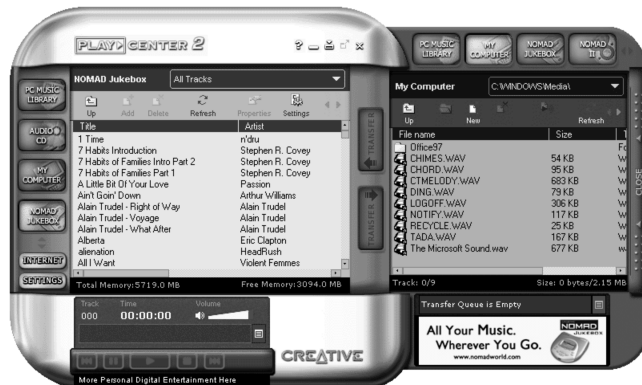 PLAY CENTER 2
PC MUSIC LIBRARY
MY COMPUTER
NOMAD JUKEBOX
NOMAD II
PC MUSIC LIBRARY
AUDIO CD
MY COMPUTER
NOMAD JUKEBOX
INTERNET
SETTINGS
NOMAD Jukebox All Tracks
Up Add Delete Refresh Properties Settings
Title Artist
1 Time n'dru
7 Habits Introduction Stephen R. Covey
7 Habits of Families Intro Part 2 Stephen R. Covey
7 Habits of Families Part 1 Stephen R. Covey
A Little Bit Of Your Love Passion
Ain't Goin' Down Arthur Williams
Alain Trudel - Right of Way Alain Trudel
Alain Trudel - Voyage Alain Trudel
Alain Trudel - What After Alain Trudel
Alberta Eric Clapton
alienation HeadRush
All I Want Violent Femmes
Total Memory:5719.0 MB Free Memory:3094.0 MB
TRANSFER
TRANSFER
My Computer C:\WINDOWS\Media\
Up New Refresh
File name Size
Office97
CHIMES.WAV 54 KB
CHORD.WAV 95 KB
CTMELODY.WAV 683 KB
DING.WAV 79 KB
LOGOFF.WAV 306 KB
NOTIFY.WAV 117 KB
RECYCLE.WAV 25 KB
TADA.WAV 167 KB
The Microsoft Sound.wav 677 KB
Track: 0/9 Size: 0 bytes/2.15 MB
CLOSE
Track Time Volume
000 00:00:00
CREATIVE
More Personal Digital Entertainment Here
Transfer Queue is Empty
All Your Music.
Wherever You Go.
www.nomadworld.com
NOMAD JUKEBOX